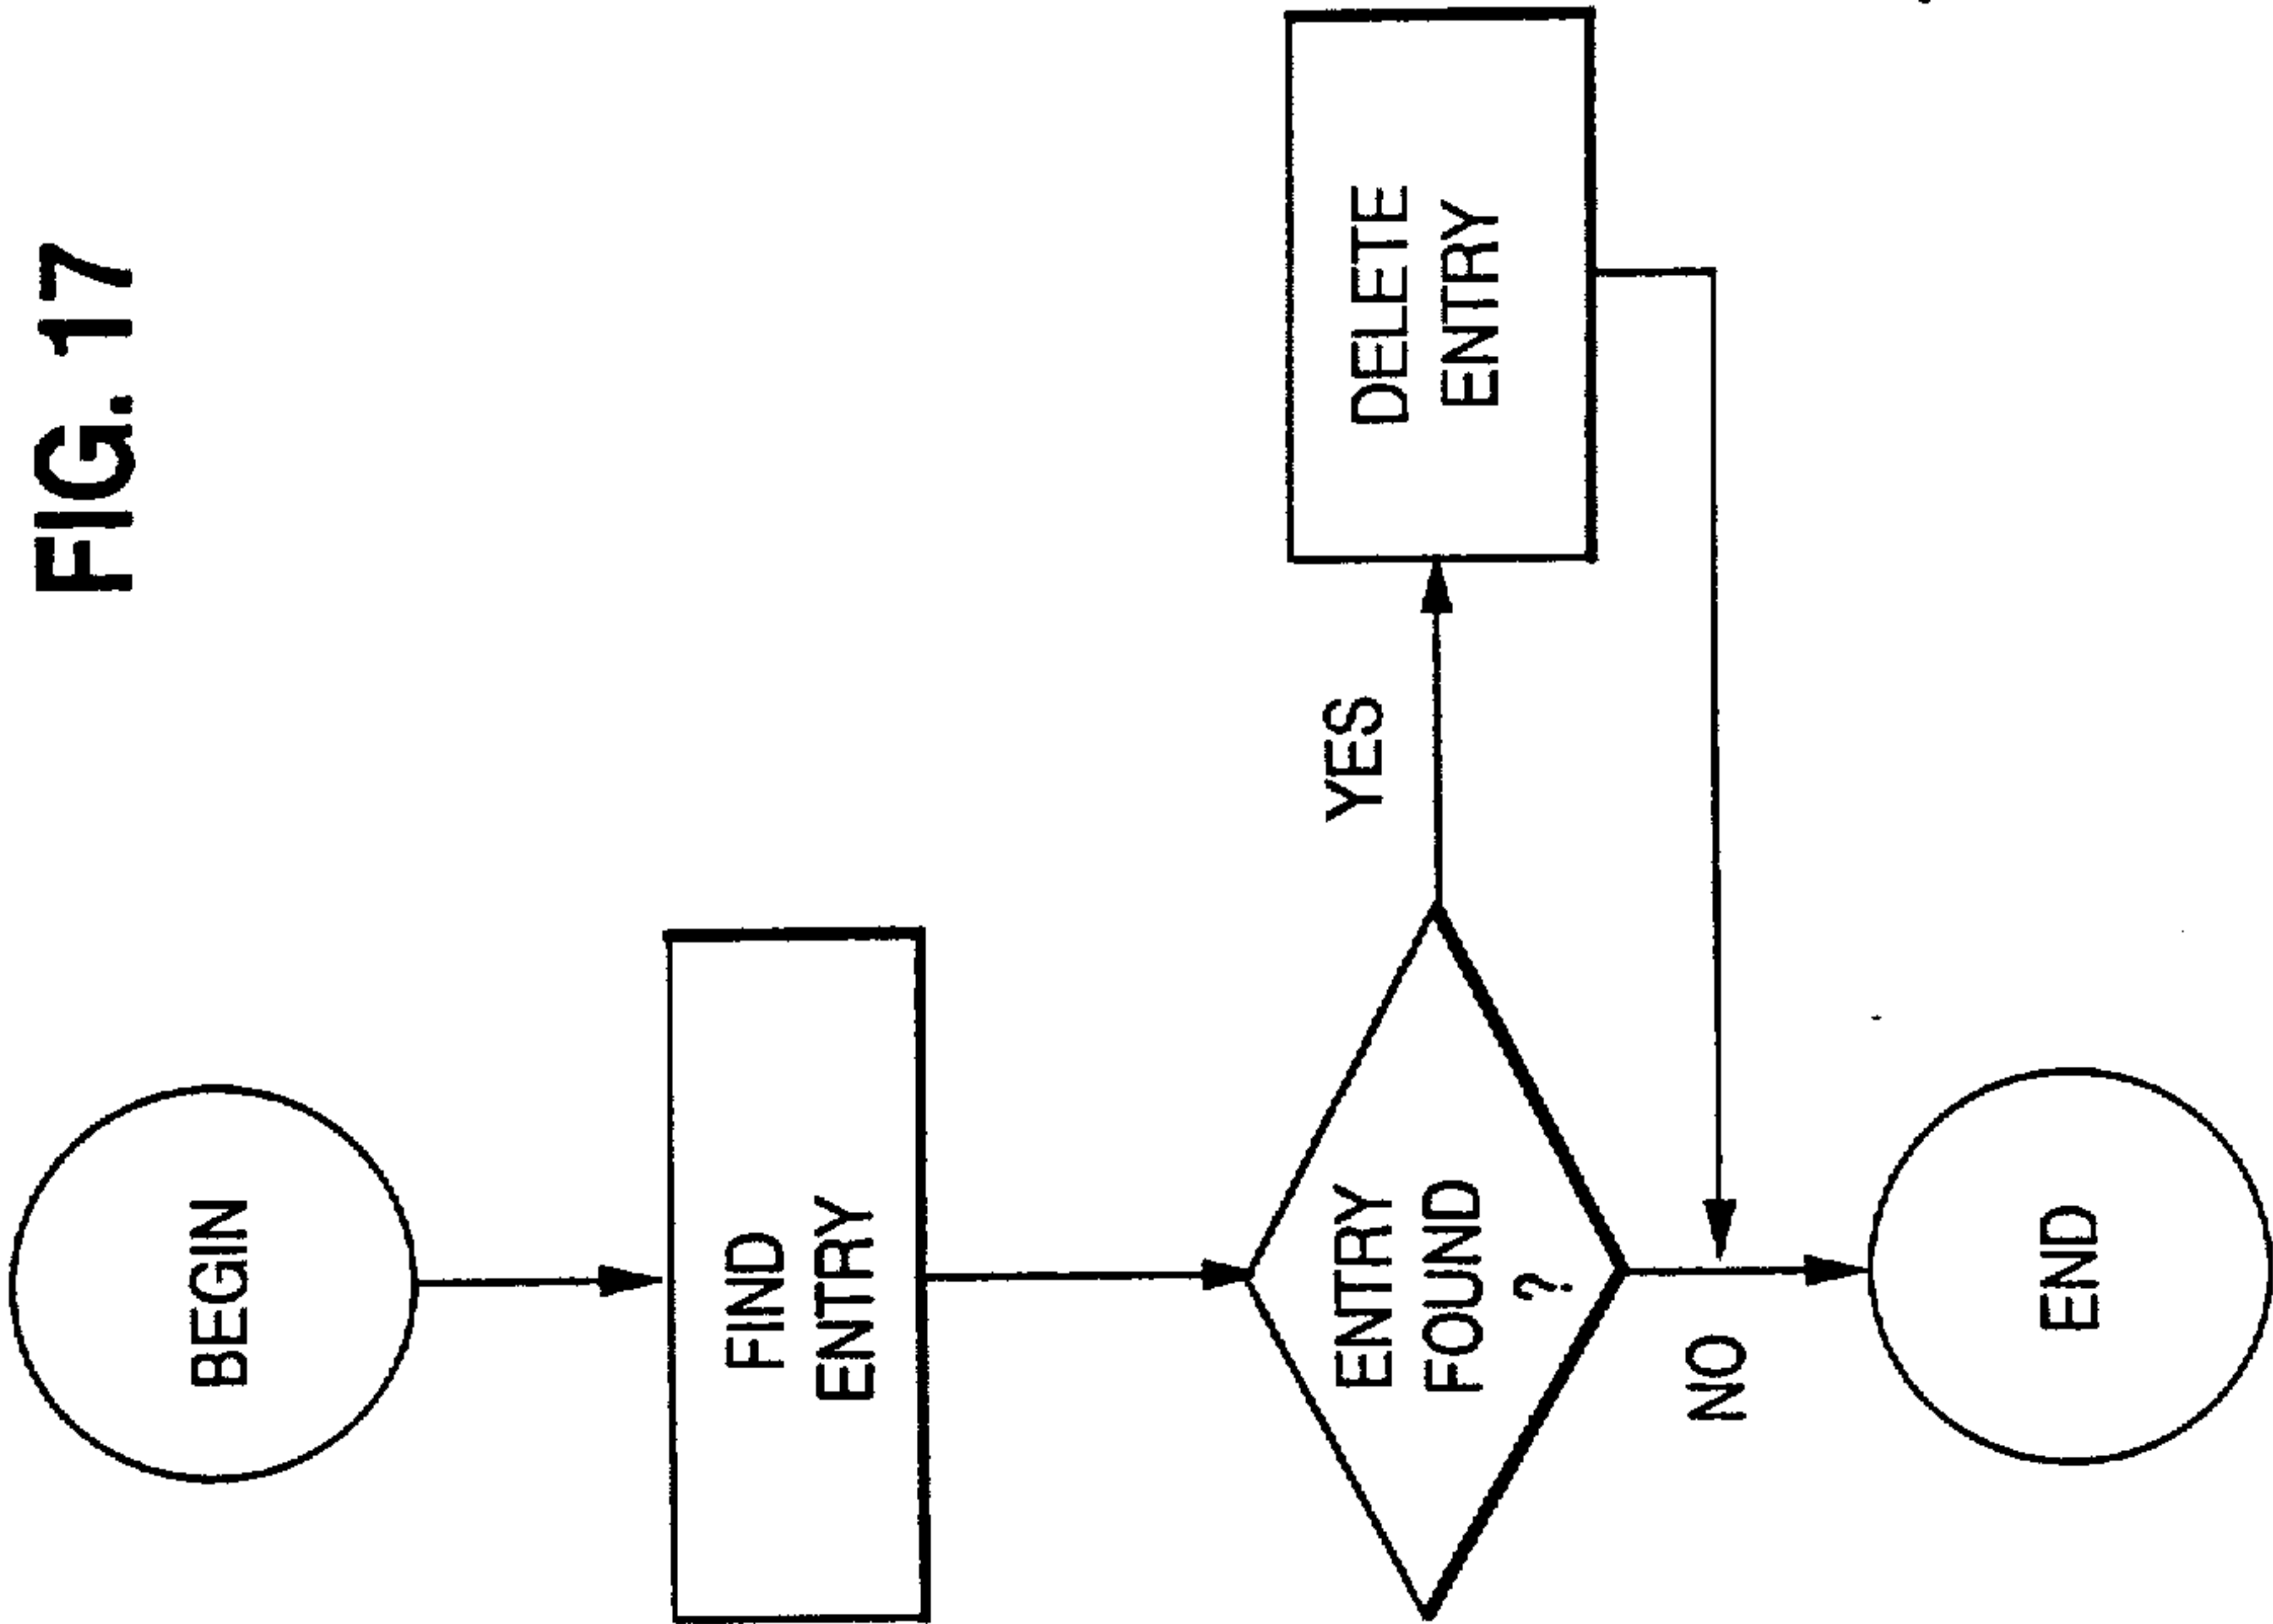 FIG. 17
BEGIN
FIND
ENTRY
ENTRY
FOUND
?
YES
DELETE
ENTRY
NO
END